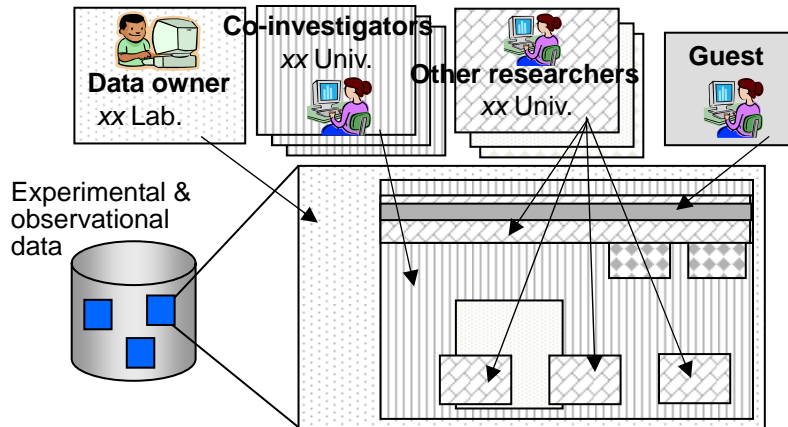 Data owner
xx Lab.
Co-investigators
xx Univ.
Other researchers
xx Univ.
Guest
Experimental &
observational
data